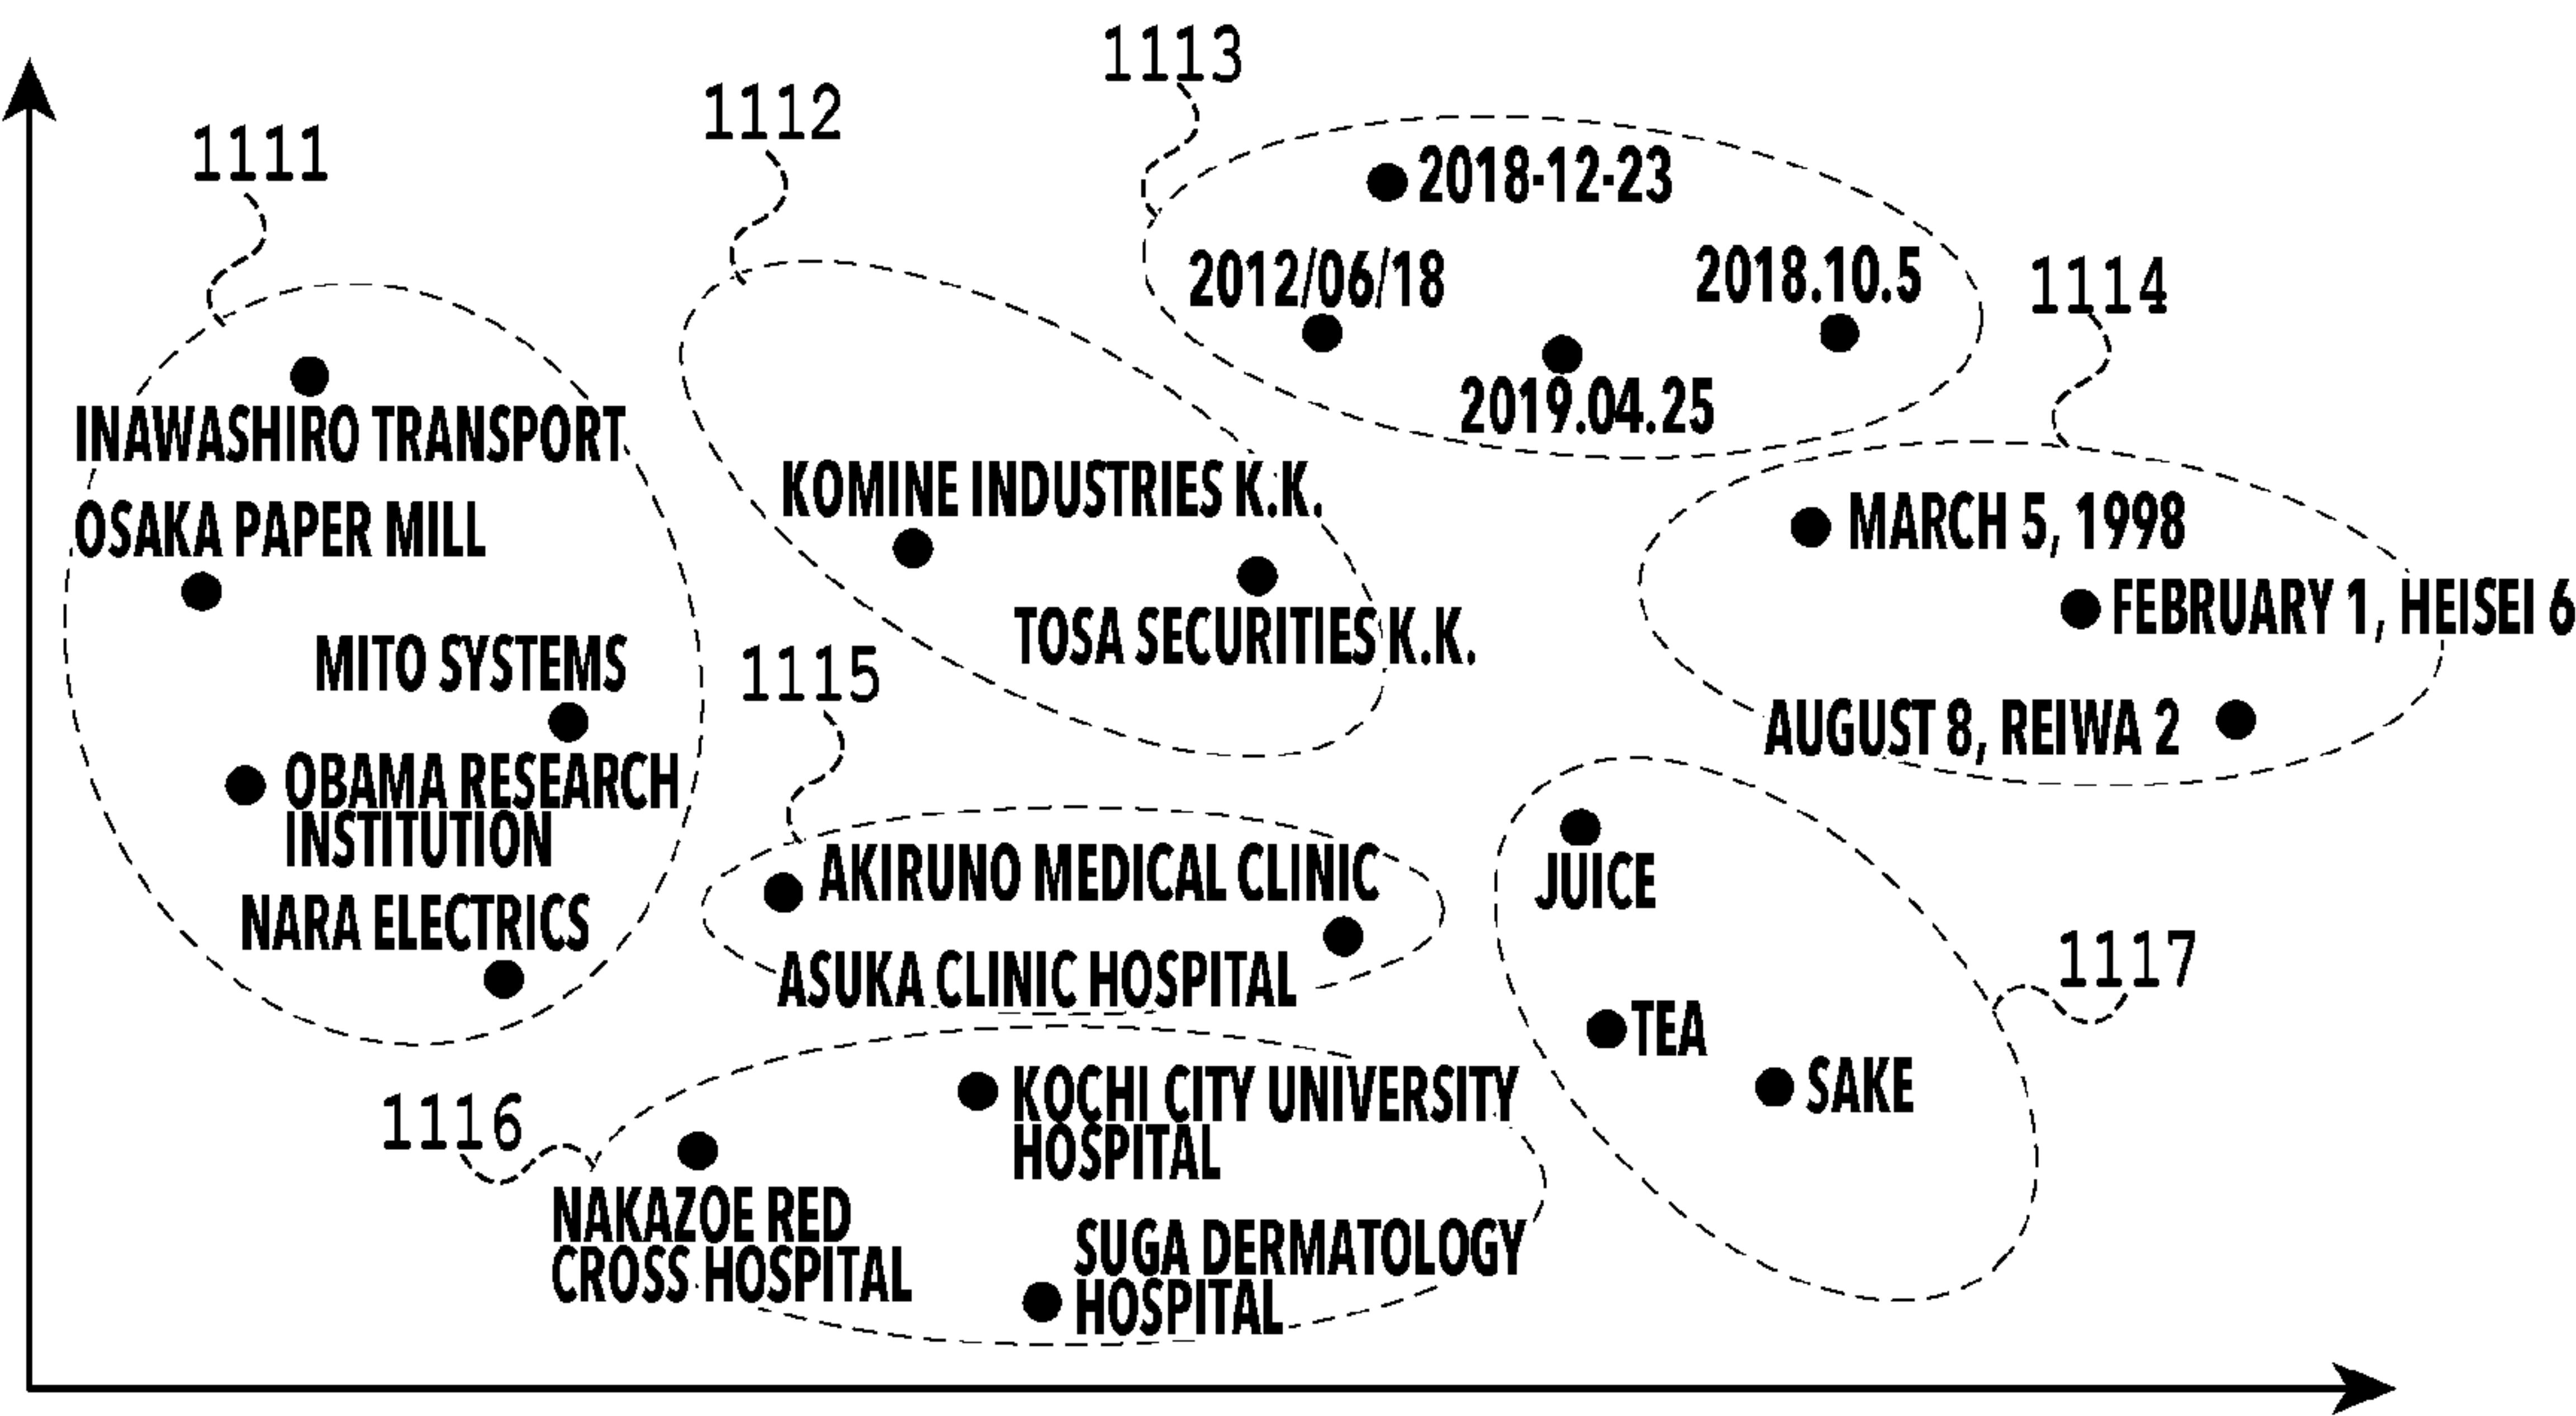 1113
1112
1111
2018-12-23
2012/06/18
2018.10.5
1114
2019.04.25
INAWASHIRO TRANSPORT
OSAKA PAPER MILL
KOMINE INDUSTRIES K.K.
MARCH 5, 1998
FEBRUARY 1, HEISEI 6
MITO SYSTEMS
TOSA SECURITIES K.K.
1115
AUGUST 8, REIWA 2
OBAMA RESEARCH
INSTITUTION
AKIRUNO MEDICAL CLINIC
JUICE
NARA ELECTRICS
ASUKA CLINIC HOSPITAL
1117
TEA
SAKE
1116
KOCHI CITY UNIVERSITY
HOSPITAL
NAKAZOE RED
CROSS HOSPITAL
SUGA DERMATOLOGY
HOSPITAL